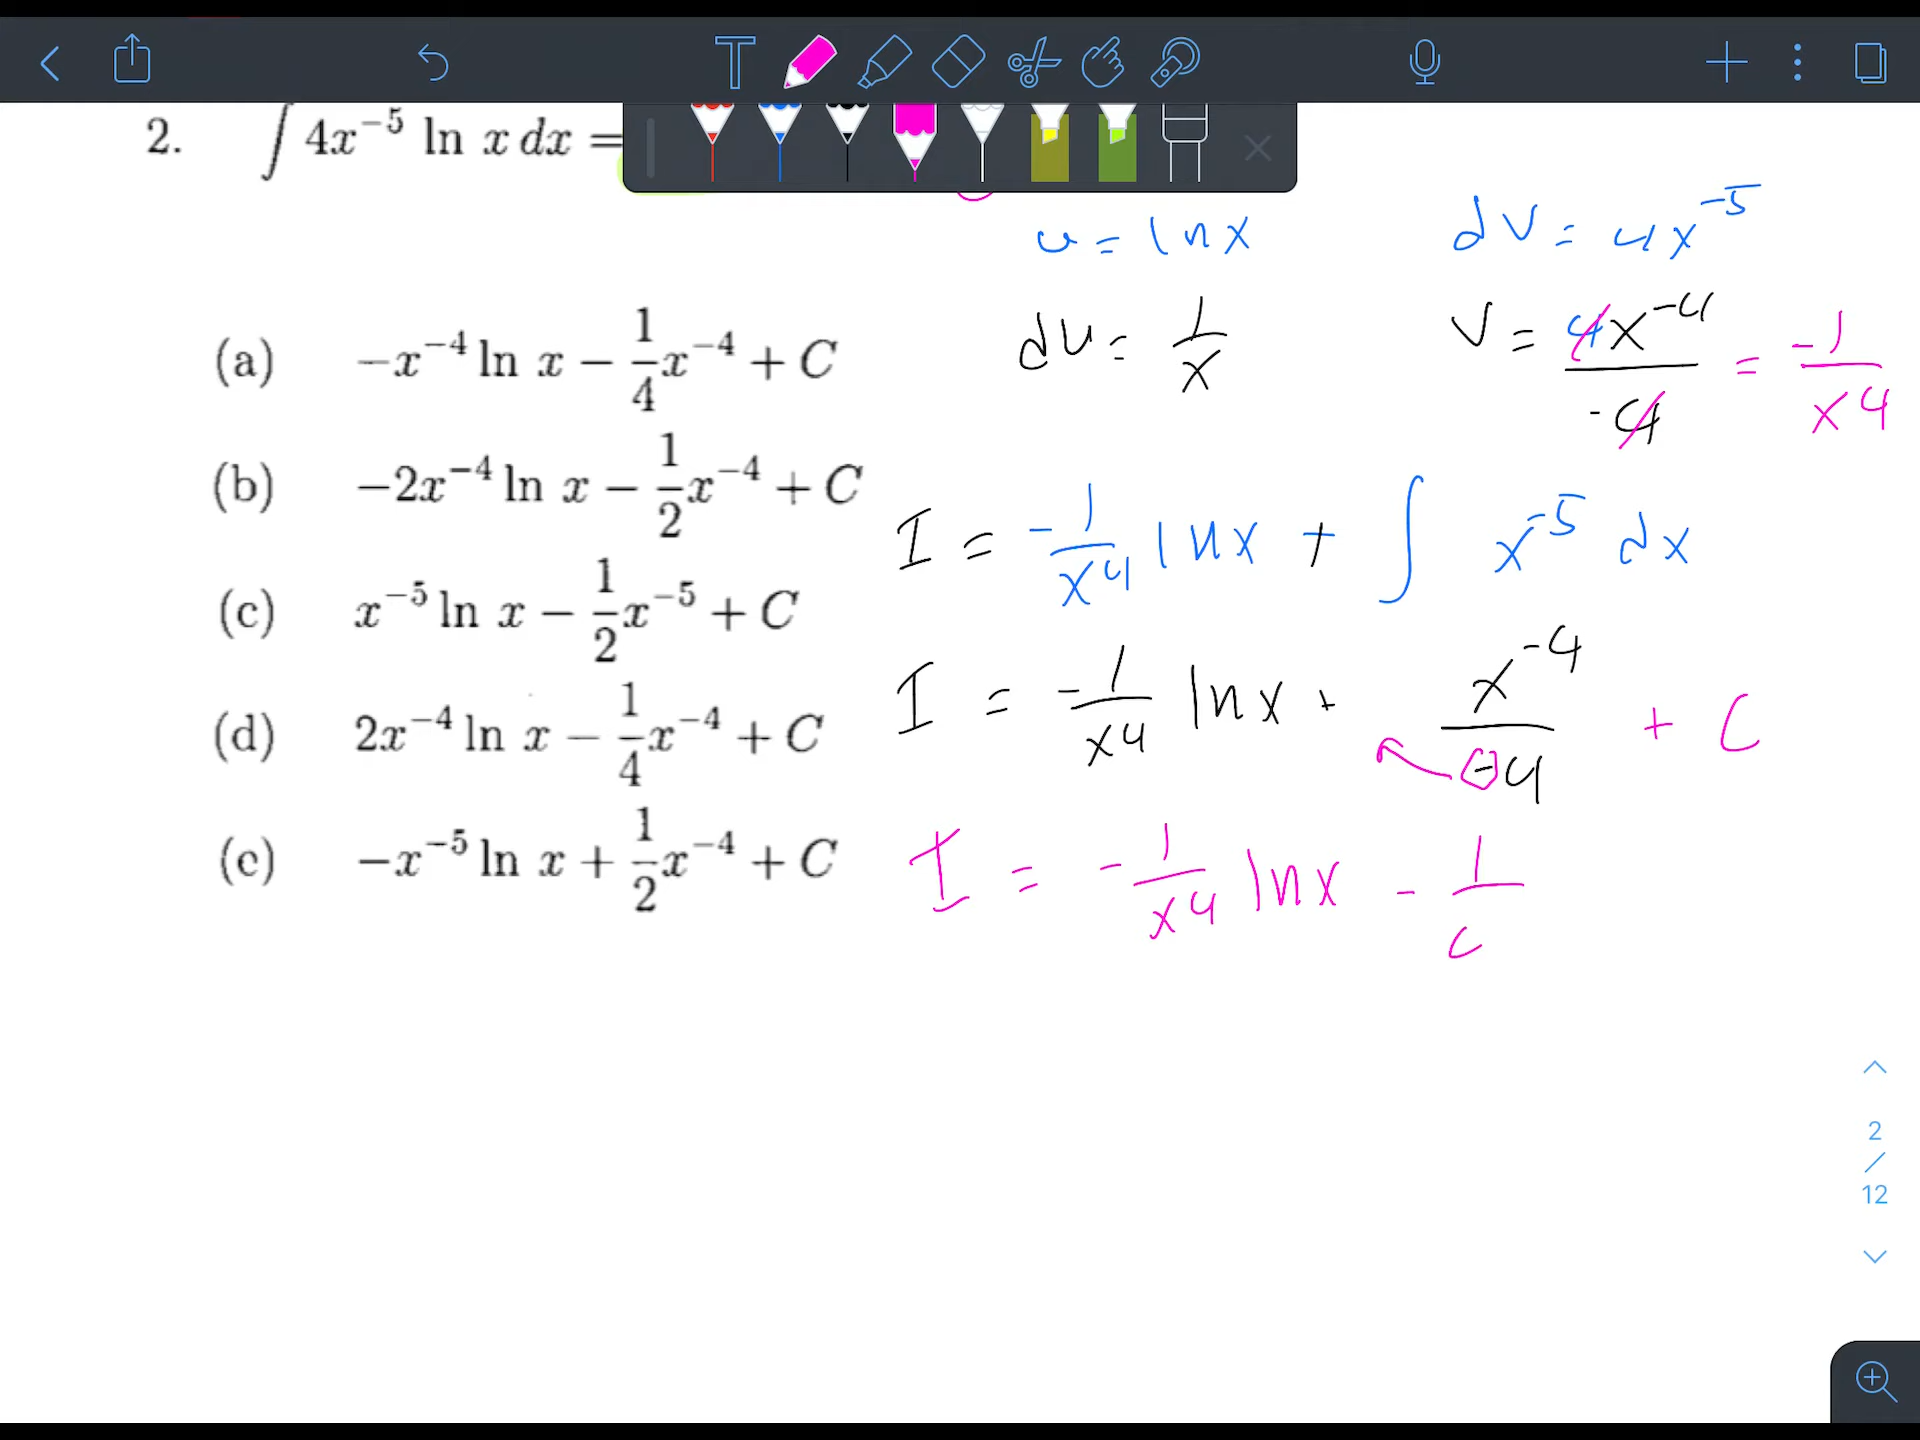 2. ∫ 4x⁻⁵ ln x dx =
u = ln x dv = 4x⁻⁵
(a) −x⁻⁴ ln x − 1/4 x⁻⁴ + C
du = 1/x v = 4x⁻⁴/-4 = -1/x⁴
(b) −2x⁻⁴ ln x − 1/2 x⁻⁴ + C
I = -1/x⁴ ln x + ∫ x⁻⁵ dx
(c) x⁻⁵ ln x − 1/2 x⁻⁵ + C
I = -1/x⁴ ln x + x⁻⁴/-4 + C
(d) 2x⁻⁴ ln x − 1/4 x⁻⁴ + C
(e) −x⁻⁵ ln x + 1/2 x⁻⁴ + C
I = -1/x⁴ ln x - 1/
2
/
12